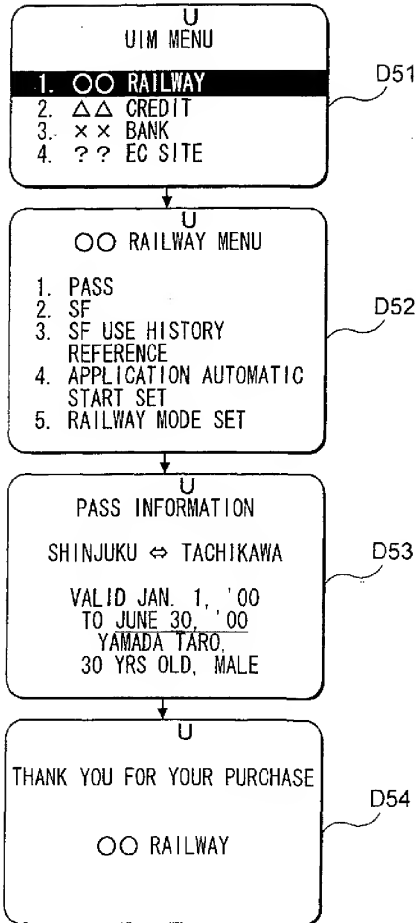 U
UIM MENU
1. ○○ RAILWAY
2. △△ CREDIT
3. ×× BANK
4. ?? EC SITE
D51
U
○○ RAILWAY MENU
1. PASS
2. SF
3. SF USE HISTORY
REFERENCE
4. APPLICATION AUTOMATIC
START SET
5. RAILWAY MODE SET
D52
U
PASS INFORMATION
SHINJUKU ⇔ TACHIKAWA
VALID JAN. 1, '00
TO JUNE 30, '00
YAMADA TARO,
30 YRS OLD, MALE
D53
U
THANK YOU FOR YOUR PURCHASE
○○ RAILWAY
D54